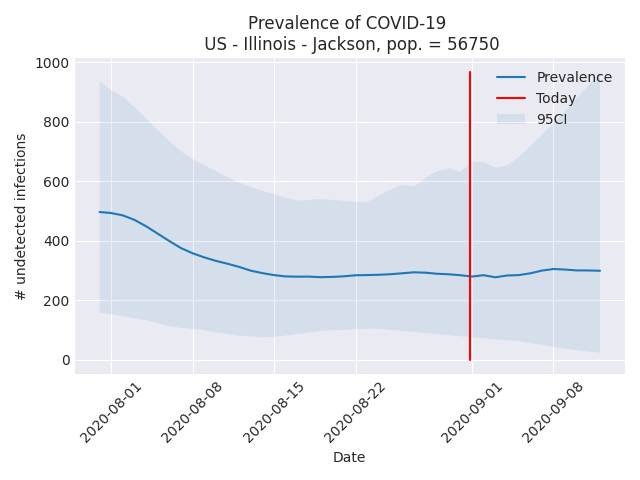 Prevalence of COVID-19
US - Illinois - Jackson, pop. = 56750
# undetected infections
1000
800
600
400
200
0
Prevalence
Today
95CI
2020-08-01
2020-08-08
2020-08-15
2020-08-22
2020-09-01
2020-09-08
Date